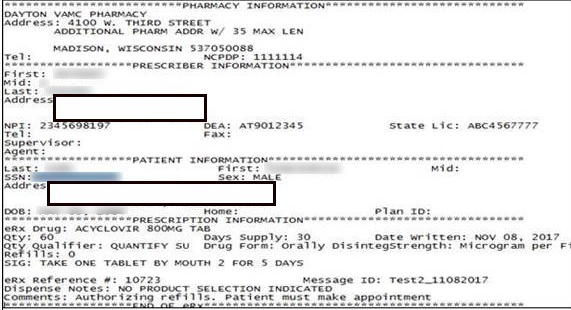 ******************************PHARMACY INFORMATION******************************
DAYTON VAMC PHARMACY
Address: 4100 W. THIRD STREET
ADDITIONAL PHARM ADDR W/ 35 MAX LEN
MADISON, WISCONSIN 537050088
Tel: NCPDP: 1111114
*****************************PRESCRIBER INFORMATION*****************************
First:
Mid:
Last:
Address
NPI: 2345698197 DEA: AT9012345 State Lic: ABC4567777
Tel: Fax:
Supervisor:
Agent:
******************************PATIENT INFORMATION*******************************
Last: First: Mid:
SSN: Sex: MALE
Addres
DOB: Home: Plan ID:
****************************PRESCRIPTION INFORMATION****************************
eRx Drug: ACYCLOVIR 800MG TAB
Qty: 60 Days Supply: 30 Date Written: NOV 08, 2017
Qty Qualifier: QUANTIFY SU Drug Form: Orally DisintegStrength: Microgram per Fi
Refills: 0
SIG: TAKE ONE TABLET BY MOUTH 2 FOR 5 DAYS
eRx Reference #: 10723 Message ID: Test2_11082017
Dispense Notes: NO PRODUCT SELECTION INDICATED
Comments: Authorizing refills. Patient must make appointment
***********************************END OF eRx***********************************